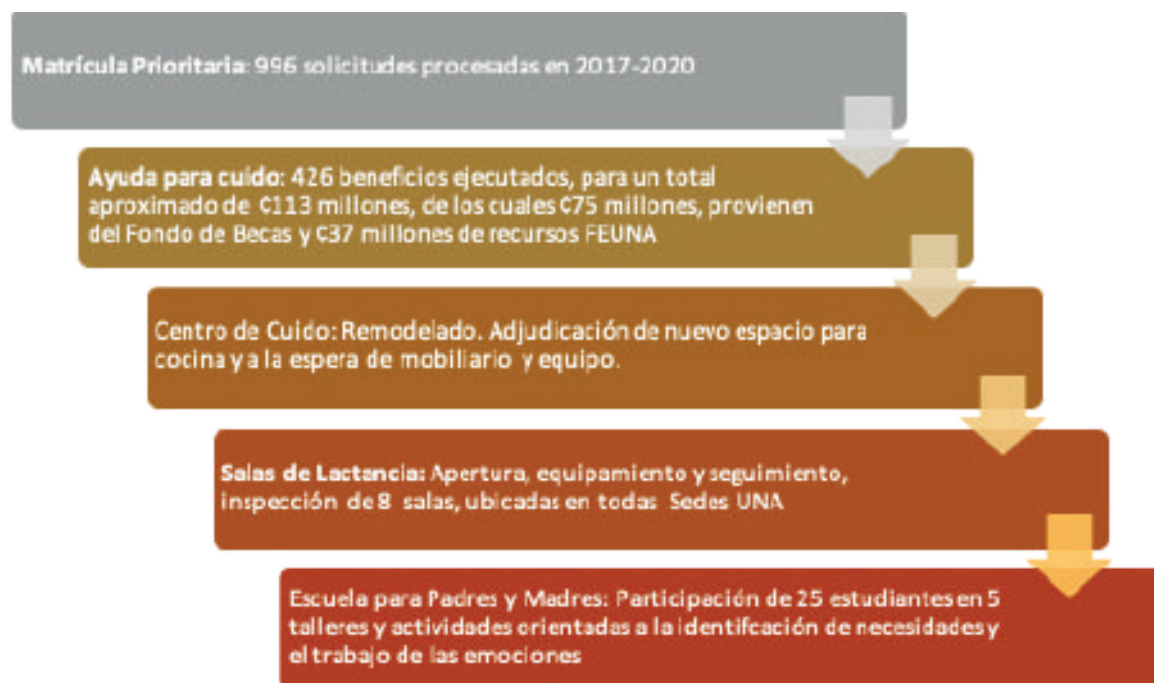 Matrícula Prioritaria: 996 solicitudes procesadas en 2017-2020
Ayuda para cuido: 426 beneficios ejecutados, para un total
aproximado de ¢113 millones, de los cuales ¢75 millones, provienen
del Fondo de Becas y ¢37 millones de recursos FEUNA
Centro de Cuido: Remodelado. Adjudicación de nuevo espacio para
cocina y a la espera de mobiliario y equipo.
Salas de Lactancia: Apertura, equipamiento y seguimiento,
inspección de 8 salas, ubicadas en todas Sedes UNA
Escuela para Padres y Madres: Participación de 25 estudiantes en 5
talleres y actividades orientadas a la identifcación de necesidades y
el trabajo de las emociones